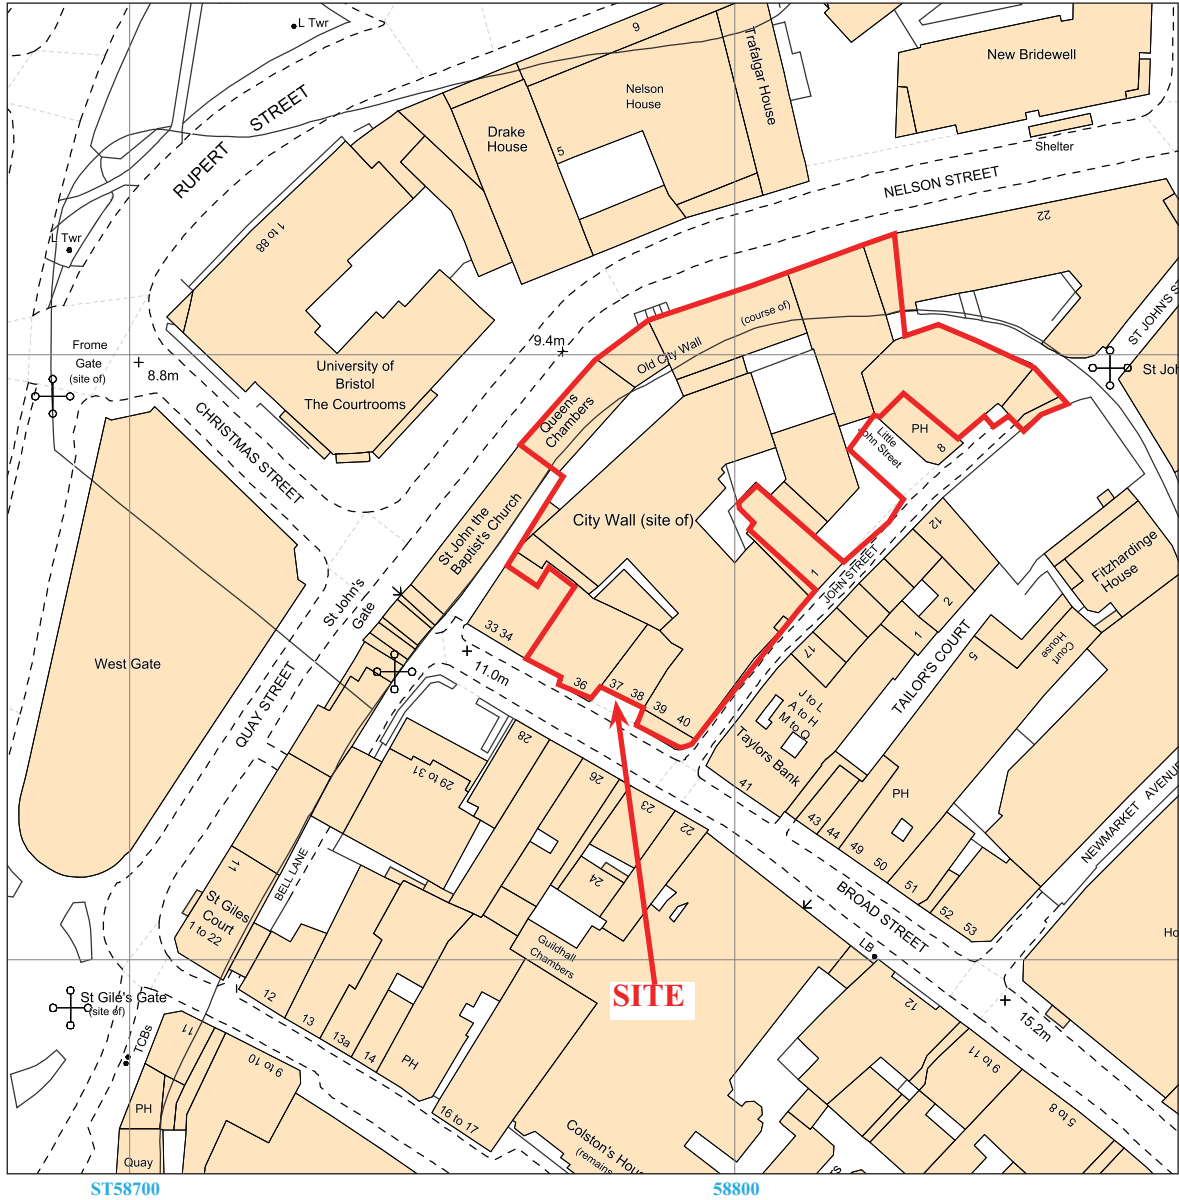 L Twr
9
Trafalgar House
New Bridewell
Nelson
House
STREET
RUPERT
Drake
House
5
Shelter
NELSON STREET
22
L Twr
1 to 88
(course of)
Old City Wall
ST JOHN'S ST
9.4m
Frome
Gate
(site of)
8.8m
University of
Bristol
The Courtrooms
St Joh
Queens
Chambers
CHRISTMAS STREET
PH
8
Little
John Street
St John the
Baptist's Church
City Wall (site of)
12
Fitzhardinge
House
1
JOHN STREET
St John's
Gate
2
1
33 34
TAILOR'S COURT
Court
House
5
17
West Gate
11.0m
36
37
38
39
40
J to L
A to H
M to Q
Taylors Bank
QUAY STREET
28
29 to 31
26
23
22
41
PH
43
44
49
50
51
52
53
NEWMARKET AVENUE
BELL LANE
11
St Giles
Court
1 to 22
24
BROAD STREET
LB
Ho
Guildhall
Chambers
SITE
St Gile's Gate
(site of)
12
13
13a
14
PH
12
15.2m
TCBs
11
9 to 10
9 to 11
5 to 8
PH
16 to 17
Colston's Hou
(remains
Quay
ST58700
58800